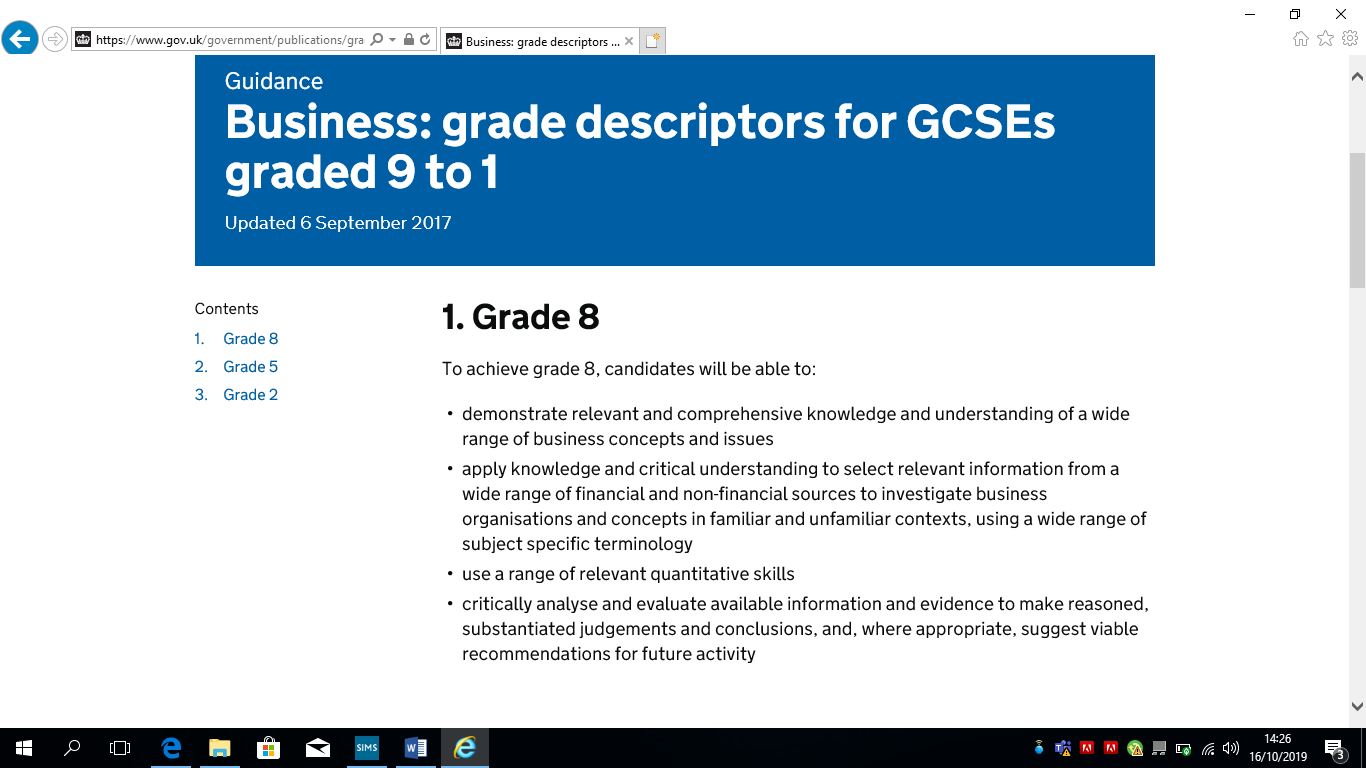 https://www.gov.uk/government/publications/gra
Business: grade descriptors ...
Guidance
Business: grade descriptors for GCSEs
graded 9 to 1
Updated 6 September 2017
Contents
1. Grade 8
2. Grade 5
3. Grade 2
1. Grade 8
To achieve grade 8, candidates will be able to:
• demonstrate relevant and comprehensive knowledge and understanding of a wide
range of business concepts and issues
• apply knowledge and critical understanding to select relevant information from a
wide range of financial and non-financial sources to investigate business
organisations and concepts in familiar and unfamiliar contexts, using a wide range of
subject specific terminology
• use a range of relevant quantitative skills
• critically analyse and evaluate available information and evidence to make reasoned,
substantiated judgements and conclusions, and, where appropriate, suggest viable
recommendations for future activity
SIMS
14:26
16/10/2019
3